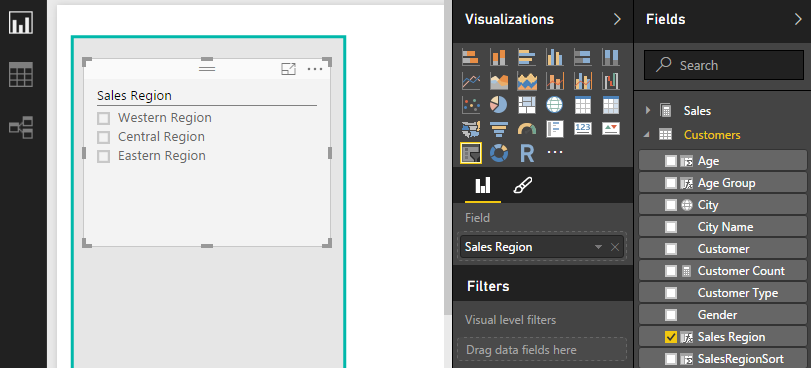 Sales Region
Western Region
Central Region
Eastern Region
Visualizations
R
123
Field
Sales Region
Filters
Visual level filters
Drag data fields here
Fields
Search
Sales
Customers
Age
Age Group
City
City Name
Customer
Customer Count
Customer Type
Gender
Sales Region
SalesRegionSort